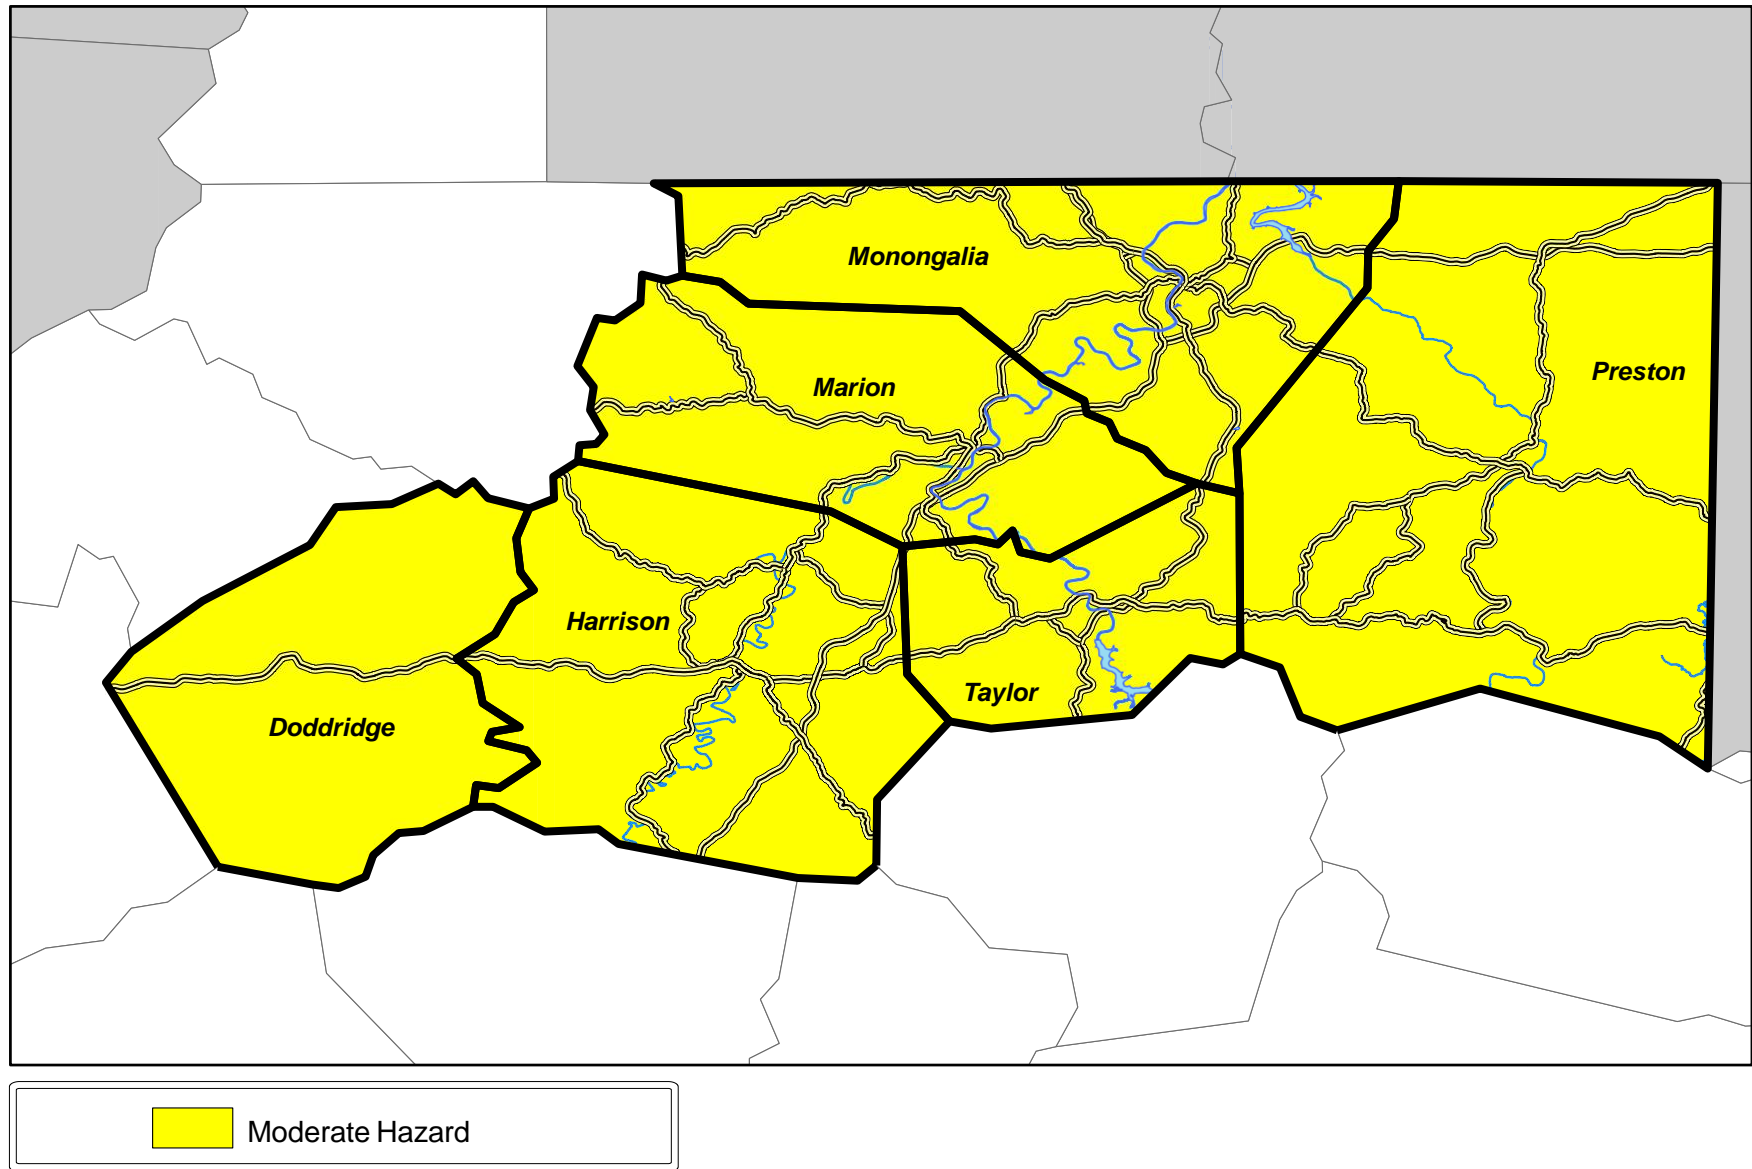 Monongalia
Preston
Marion
Harrison
Taylor
Doddridge
Moderate Hazard